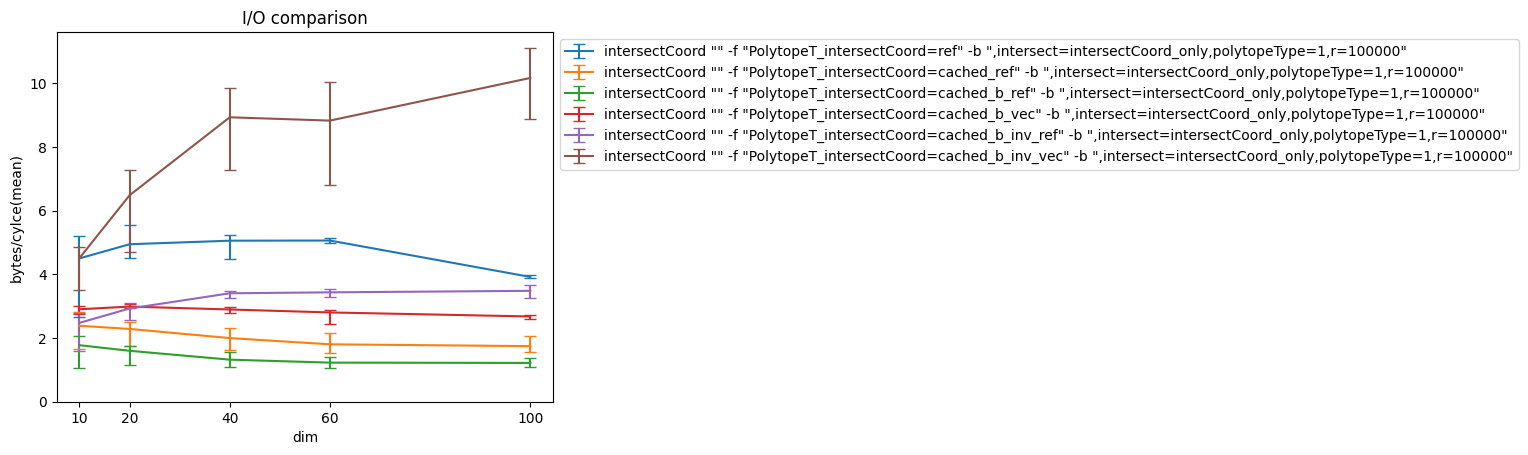 I/O comparison
bytes/cylce(mean)
10
8
6
4
2
0
10 20 40 60 100
dim
intersectCoord "" -f "PolytopeT_intersectCoord=ref" -b ",intersect=intersectCoord_only,polytopeType=1,r=100000"
intersectCoord "" -f "PolytopeT_intersectCoord=cached_ref" -b ",intersect=intersectCoord_only,polytopeType=1,r=100000"
intersectCoord "" -f "PolytopeT_intersectCoord=cached_b_ref" -b ",intersect=intersectCoord_only,polytopeType=1,r=100000"
intersectCoord "" -f "PolytopeT_intersectCoord=cached_b_vec" -b ",intersect=intersectCoord_only,polytopeType=1,r=100000"
intersectCoord "" -f "PolytopeT_intersectCoord=cached_b_inv_ref" -b ",intersect=intersectCoord_only,polytopeType=1,r=100000"
intersectCoord "" -f "PolytopeT_intersectCoord=cached_b_inv_vec" -b ",intersect=intersectCoord_only,polytopeType=1,r=100000"